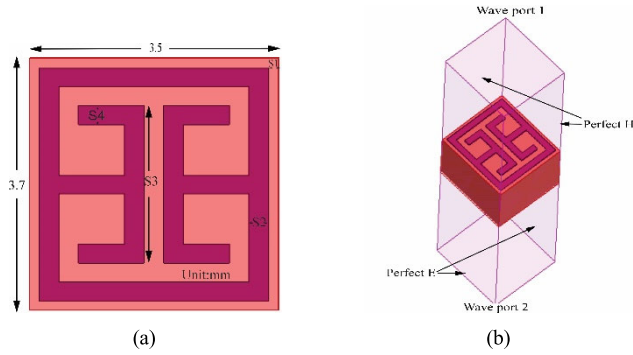 3.5
S1
S4
3.7
S3
S2
Unit:mm
(a)
Wave port 1
Perfect H
Perfect E
Wave port 2
(b)